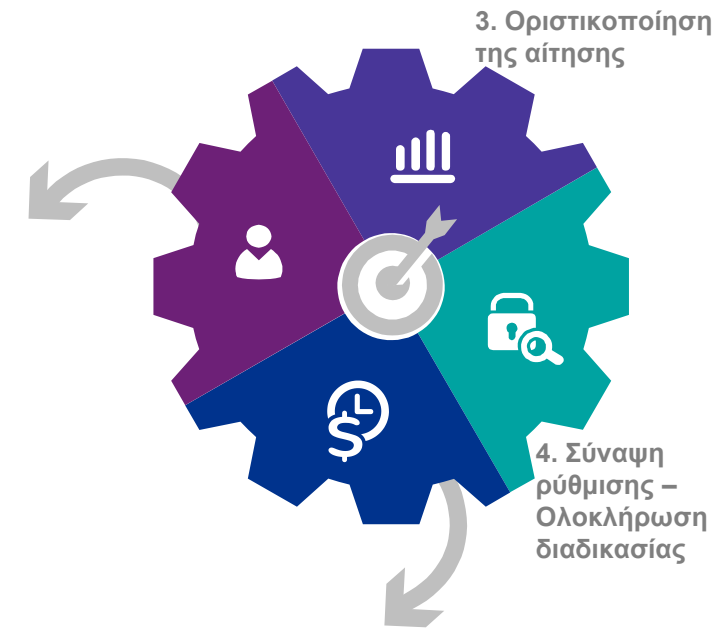 3. Οριστικοποίηση
της αίτησης
4. Σύναψη
ρύθμισης –
Ολοκλήρωση
διαδικασίας